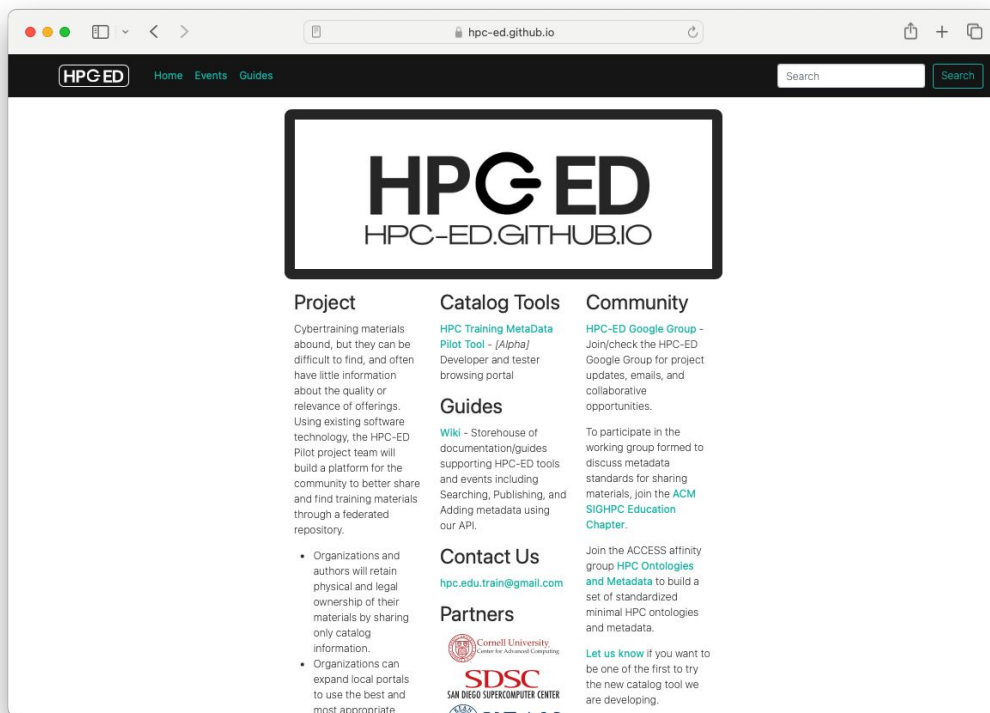 hpc-ed.github.io
HPC ED
Home Events Guides
Search
Search
HPC ED
HPC-ED.GITHUB.IO
Project
Cybertraining materials
abound, but they can be
difficult to find, and often
have little information
about the quality or
relevance of offerings.
Using existing software
technology, the HPC-ED
Pilot project team will
build a platform for the
community to better share
and find training materials
through a federated
repository.
• Organizations and
authors will retain
physical and legal
ownership of their
materials by sharing
only catalog
information.
• Organizations can
expand local portals
to use the best and
most appropriate
Catalog Tools
HPC Training MetaData
Pilot Tool - [Alpha]
Developer and tester
browsing portal
Guides
Wiki - Storehouse of
documentation/guides
supporting HPC-ED tools
and events including
Searching, Publishing, and
Adding metadata using
our API.
Contact Us
hpc.edu.train@gmail.com
Partners
Cornell University
Center for Advanced Computing
SDSC
SAN DIEGO SUPERCOMPUTER CENTER
Community
HPC-ED Google Group -
Join/check the HPC-ED
Google Group for project
updates, emails, and
collaborative
opportunities.
To participate in the
working group formed to
discuss metadata
standards for sharing
materials, join the ACM
SIGHPC Education
Chapter.
Join the ACCESS affinity
group HPC Ontologies
and Metadata to build a
set of standardized
minimal HPC ontologies
and metadata.
Let us know if you want to
be one of the first to try
the new catalog tool we
are developing.